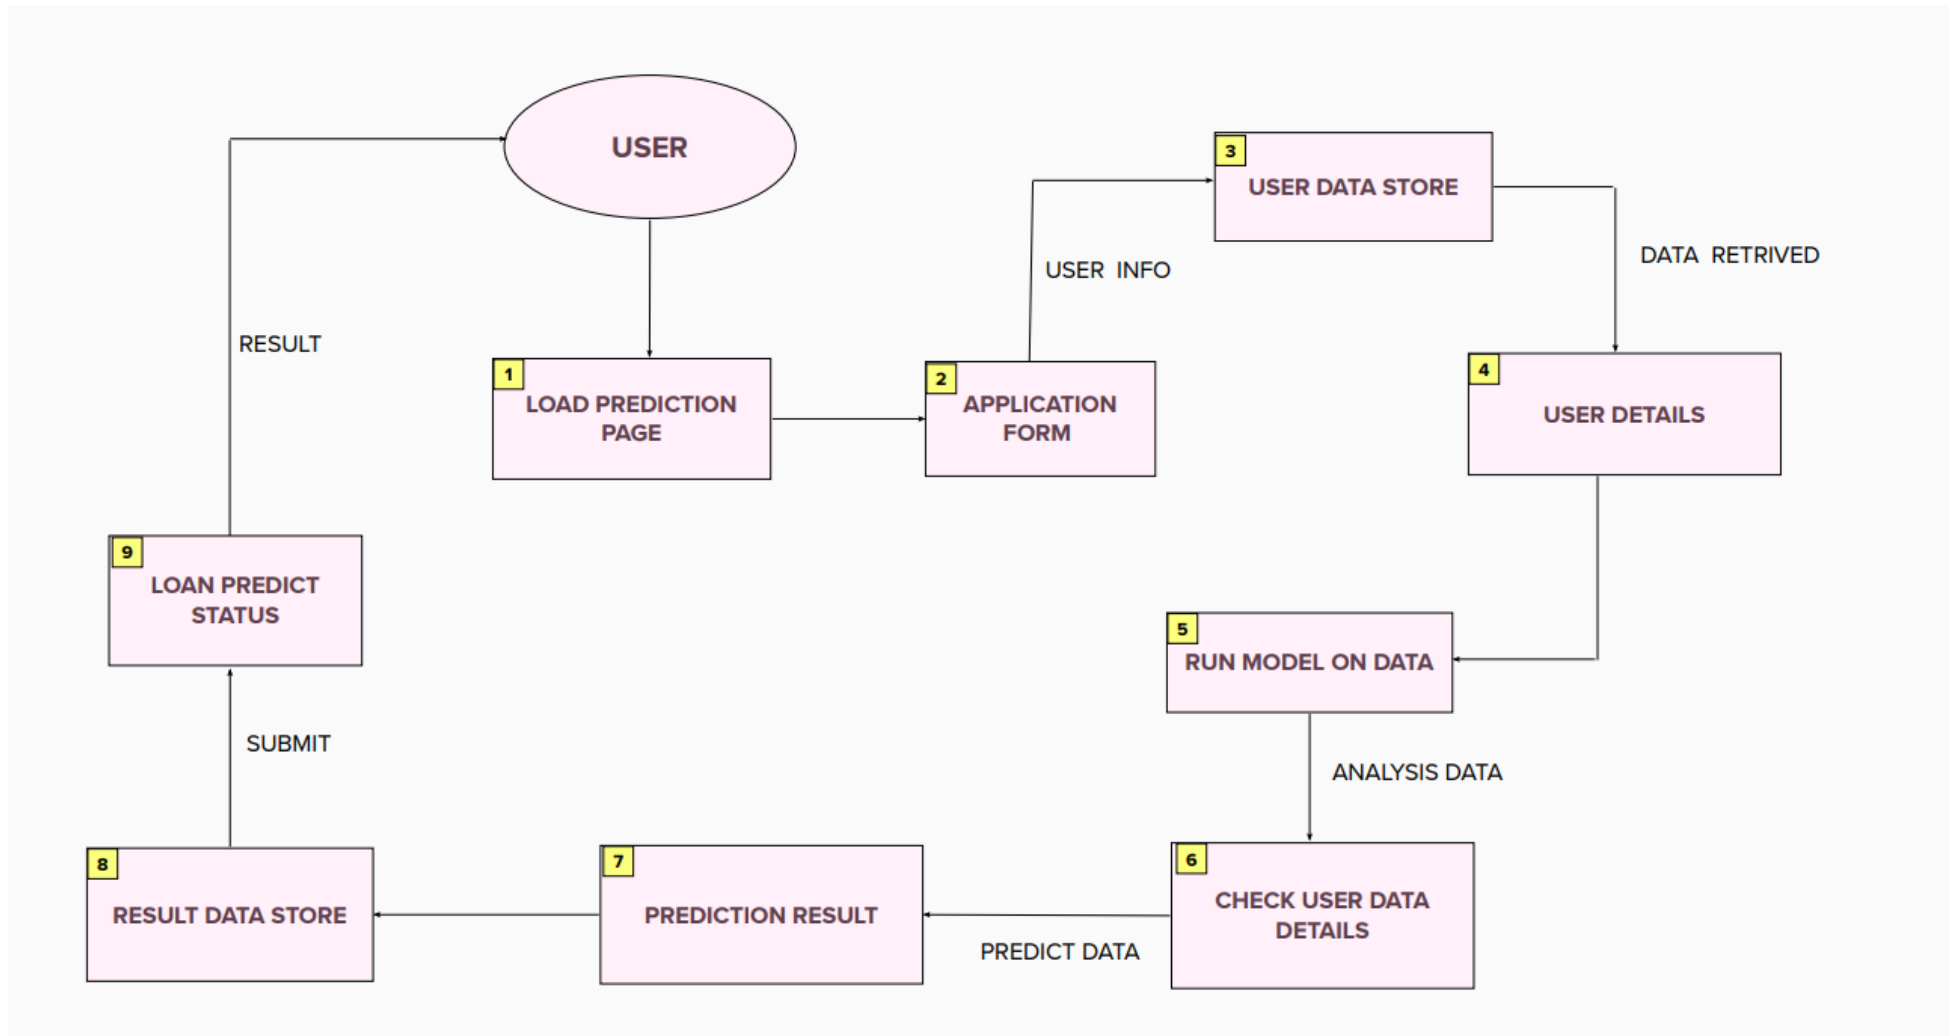 USER
3
USER DATA STORE
USER  INFO
DATA  RETRIVED
RESULT
1
LOAD PREDICTION
PAGE
2
APPLICATION
FORM
4
USER DETAILS
9
LOAN PREDICT
STATUS
5
RUN MODEL ON DATA
SUBMIT
ANALYSIS DATA
8
RESULT DATA STORE
7
PREDICTION RESULT
6
CHECK USER DATA
DETAILS
PREDICT DATA